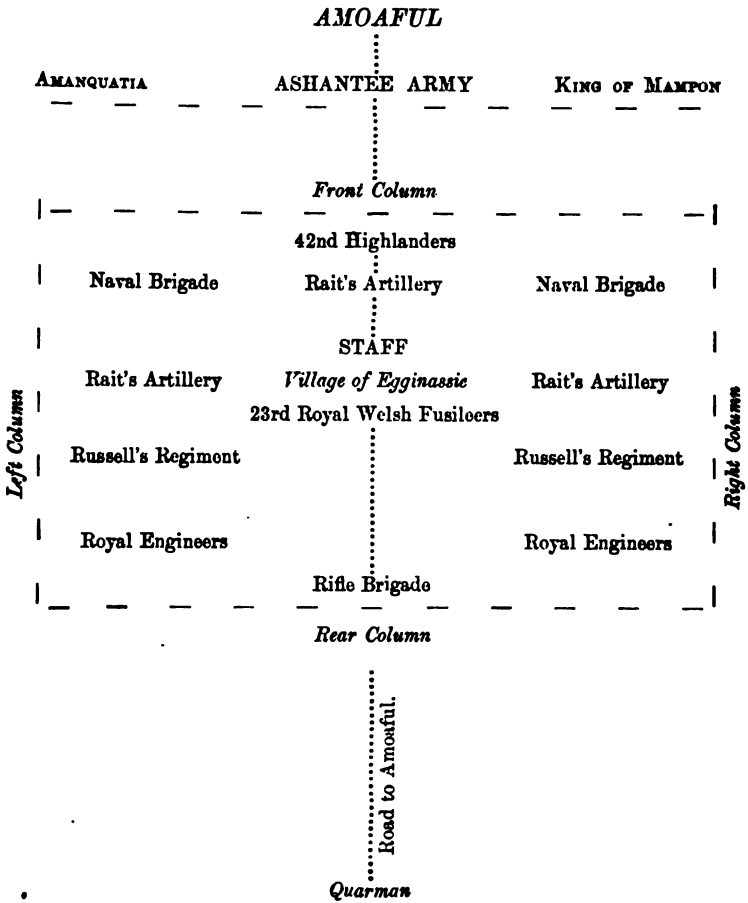 AMOAFUL
AMANQUATIA ASHANTEE ARMY KING OF MAMPON
Front Column
42nd Highlanders
Naval Brigade Rait's Artillery Naval Brigade
STAFF
Rait's Artillery Village of Egginassie Rait's Artillery
23rd Royal Welsh Fusileers
Left Column
Right Column
Russell's Regiment Russell's Regiment
Royal Engineers Royal Engineers
Rifle Brigade
Rear Column
Road to Amoaful.
Quarman